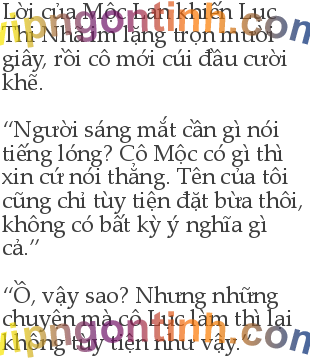 Lời của Mộc Lan khiến Lục
Thi Nhã im lặng trọn mười
giây, rồi cô mới cúi đầu cười
khẽ.
“Người sáng mắt cần gì nói
tiếng lóng? Cô Mộc có gì thì
xin cứ nói thẳng. Tên của tôi
cũng chỉ tùy tiện đặt bừa thôi,
không có bất kỳ ý nghĩa gì
cả.”
“Ồ, vậy sao? Nhưng những
chuyện mà cô Lục làm thì lại
không tùy tiện như vậy.”
vipngontinh.com
vipngontinh.com